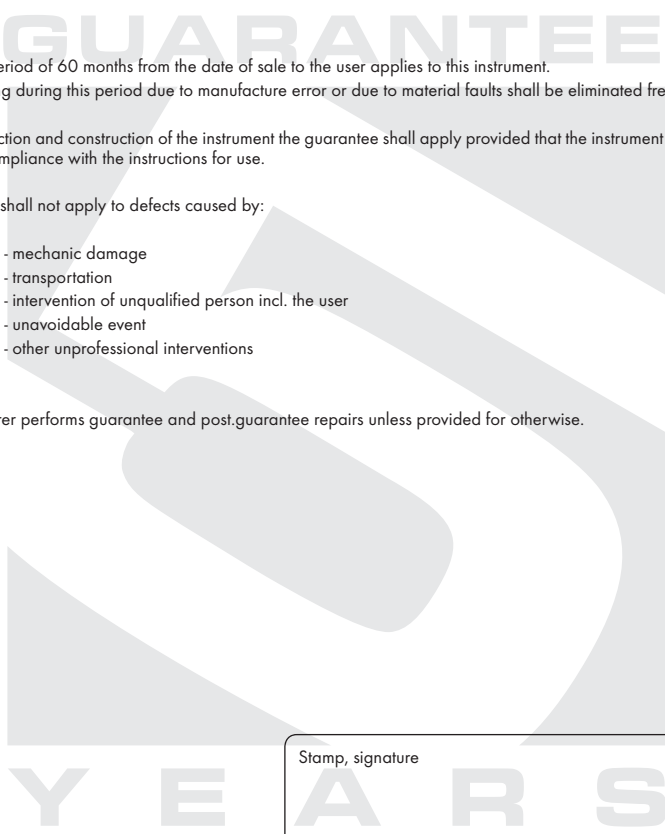 GUARANTEE
eriod of 60 months from the date of sale to the user applies to this instrument.
g during this period due to manufacture error or due to material faults shall be eliminated fre
ction and construction of the instrument the guarantee shall apply provided that the instrument
mpliance with the instructions for use.
shall not apply to defects caused by:
- mechanic damage
- transportation
- intervention of unqualified person incl. the user
- unavoidable event
- other unprofessional interventions
rer performs guarantee and post.guarantee repairs unless provided for otherwise.
Stamp, signature
YEARS